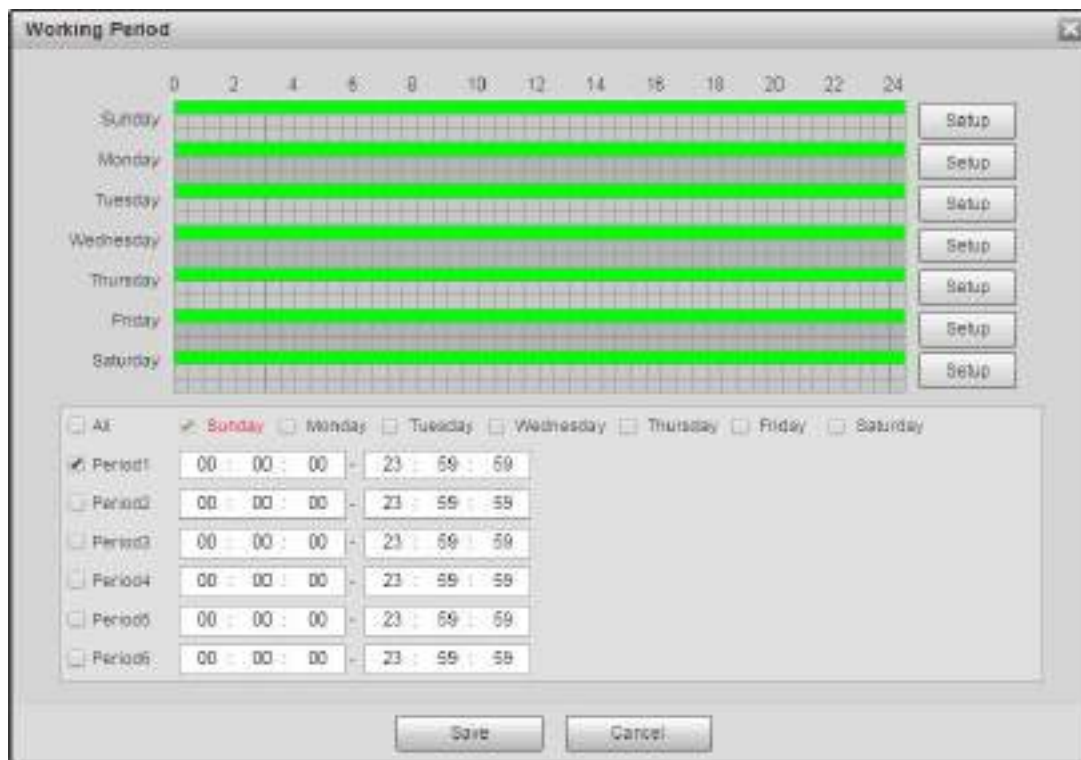 Working Period
0 2 4 6 8 10 12 14 16 18 20 22 24
Sunday Setup
Monday Setup
Tuesday Setup
Wednesday Setup
Thursday Setup
Friday Setup
Saturday Setup
All Sunday Monday Tuesday Wednesday Thursday Friday Saturday
Period1 00 : 00 : 00 - 23 : 59 : 59
Period2 00 : 00 : 00 - 23 : 59 : 59
Period3 00 : 00 : 00 - 23 : 59 : 59
Period4 00 : 00 : 00 - 23 : 59 : 59
Period5 00 : 00 : 00 - 23 : 59 : 59
Period6 00 : 00 : 00 - 23 : 59 : 59
Save Cancel